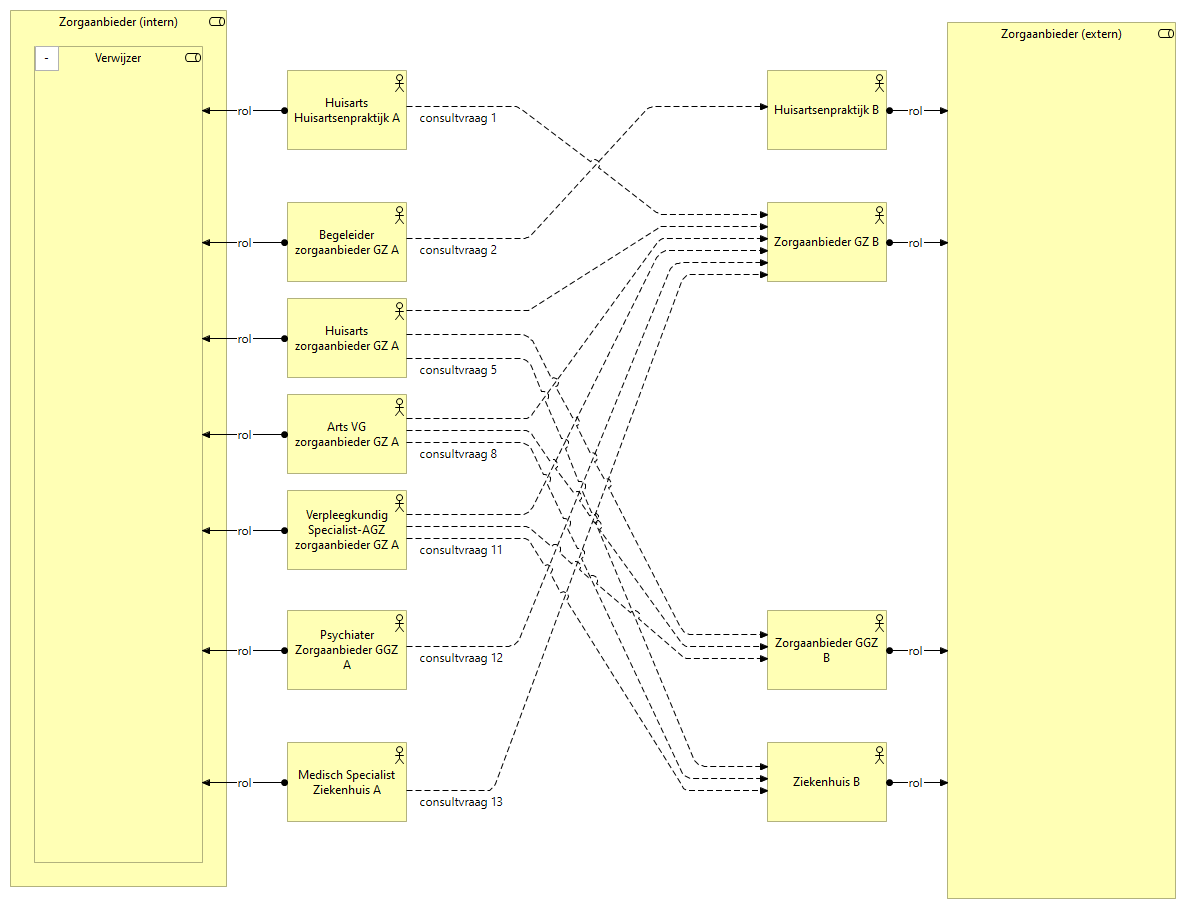 Zorgaanbieder (intern)
-
Verwijzer
rol
rol
rol
rol
rol
rol
rol
Huisarts
Huisartsenpraktijk A
consultvraag 1
Begeleider
zorgaanbieder GZ A
consultvraag 2
Huisarts
zorgaanbieder GZ A
consultvraag 5
Arts VG
zorgaanbieder GZ A
consultvraag 8
Verpleegkundig
Specialist-AGZ
zorgaanbieder GZ A
consultvraag 11
Psychiater
Zorgaanbieder GGZ
A
consultvraag 12
Medisch Specialist
Ziekenhuis A
consultvraag 13
Huisartsenpraktijk B
rol
Zorgaanbieder GZ B
rol
Zorgaanbieder GGZ
B
rol
Ziekenhuis B
rol
Zorgaanbieder (extern)